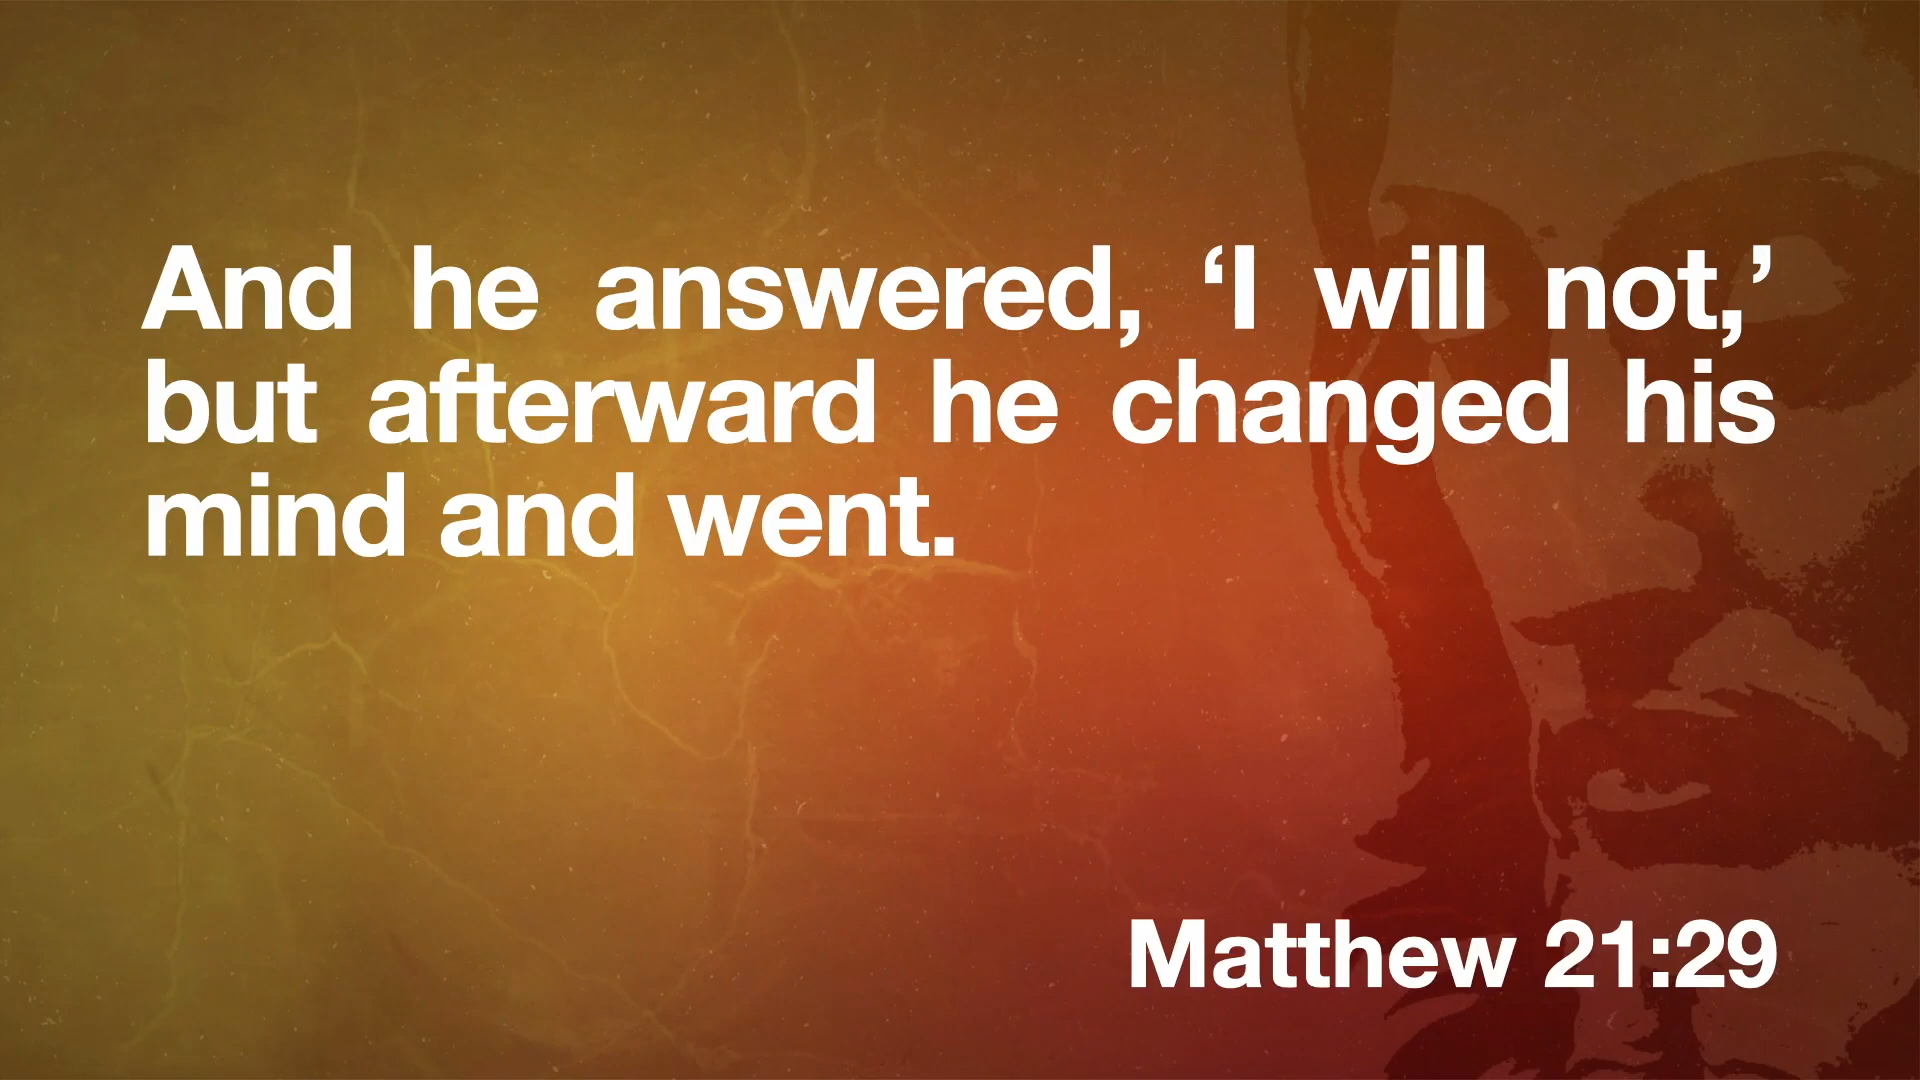 And he answered, ‘I will not,’
but afterward he changed his
mind and went.
Matthew 21:29